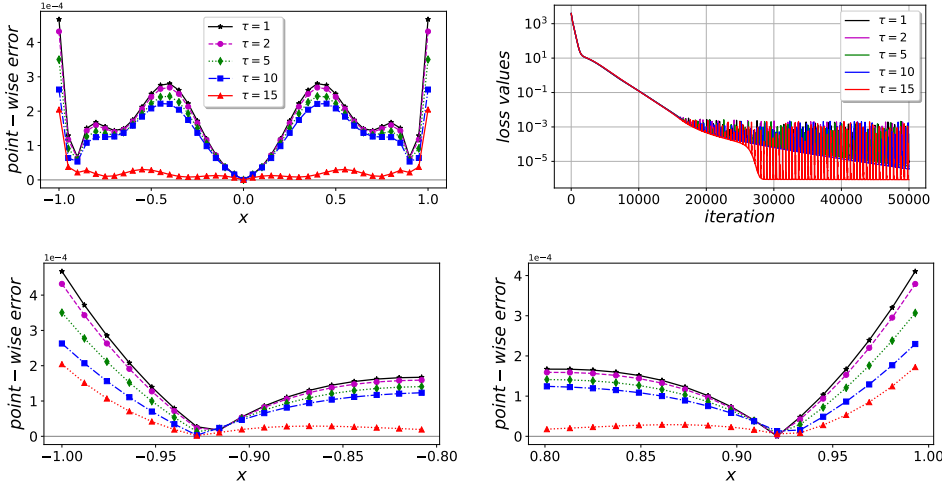 1e−4
point − wise error
4
3
2
1
0
τ = 1
τ = 2
τ = 5
τ = 10
τ = 15
−1.0 −0.5 0.0 0.5 1.0
x
loss values
10³
10¹
10⁻¹
10⁻³
10⁻⁵
τ = 1
τ = 2
τ = 5
τ = 10
τ = 15
0 10000 20000 30000 40000 50000
iteration
1e−4
point − wise error
4
3
2
1
0
−1.00 −0.95 −0.90 −0.85 −0.80
x
1e−4
point − wise error
4
3
2
1
0
0.80 0.85 0.90 0.95 1.00
x